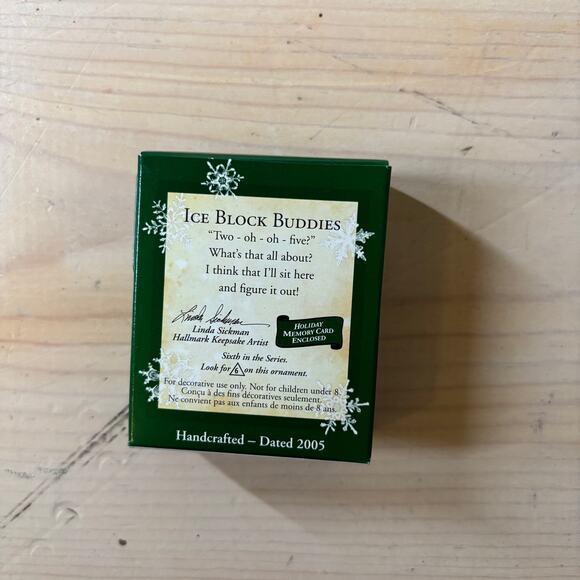 ICE BLOCK BUDDIES
"Two - oh - oh - five?"
What's that all about?
I think that I'll sit here
and figure it out!
Linda Sickman
Linda Sickman
Hallmark Keepsake Artist
HOLIDAY
MEMORY CARD
ENCLOSED
Sixth in the Series.
Look for 6 on this ornament.
For decorative use only. Not for children under 8.
Conçu à des fins décoratives seulement.
Ne convient pas aux enfants de moins de 8 ans.
Handcrafted – Dated 2005